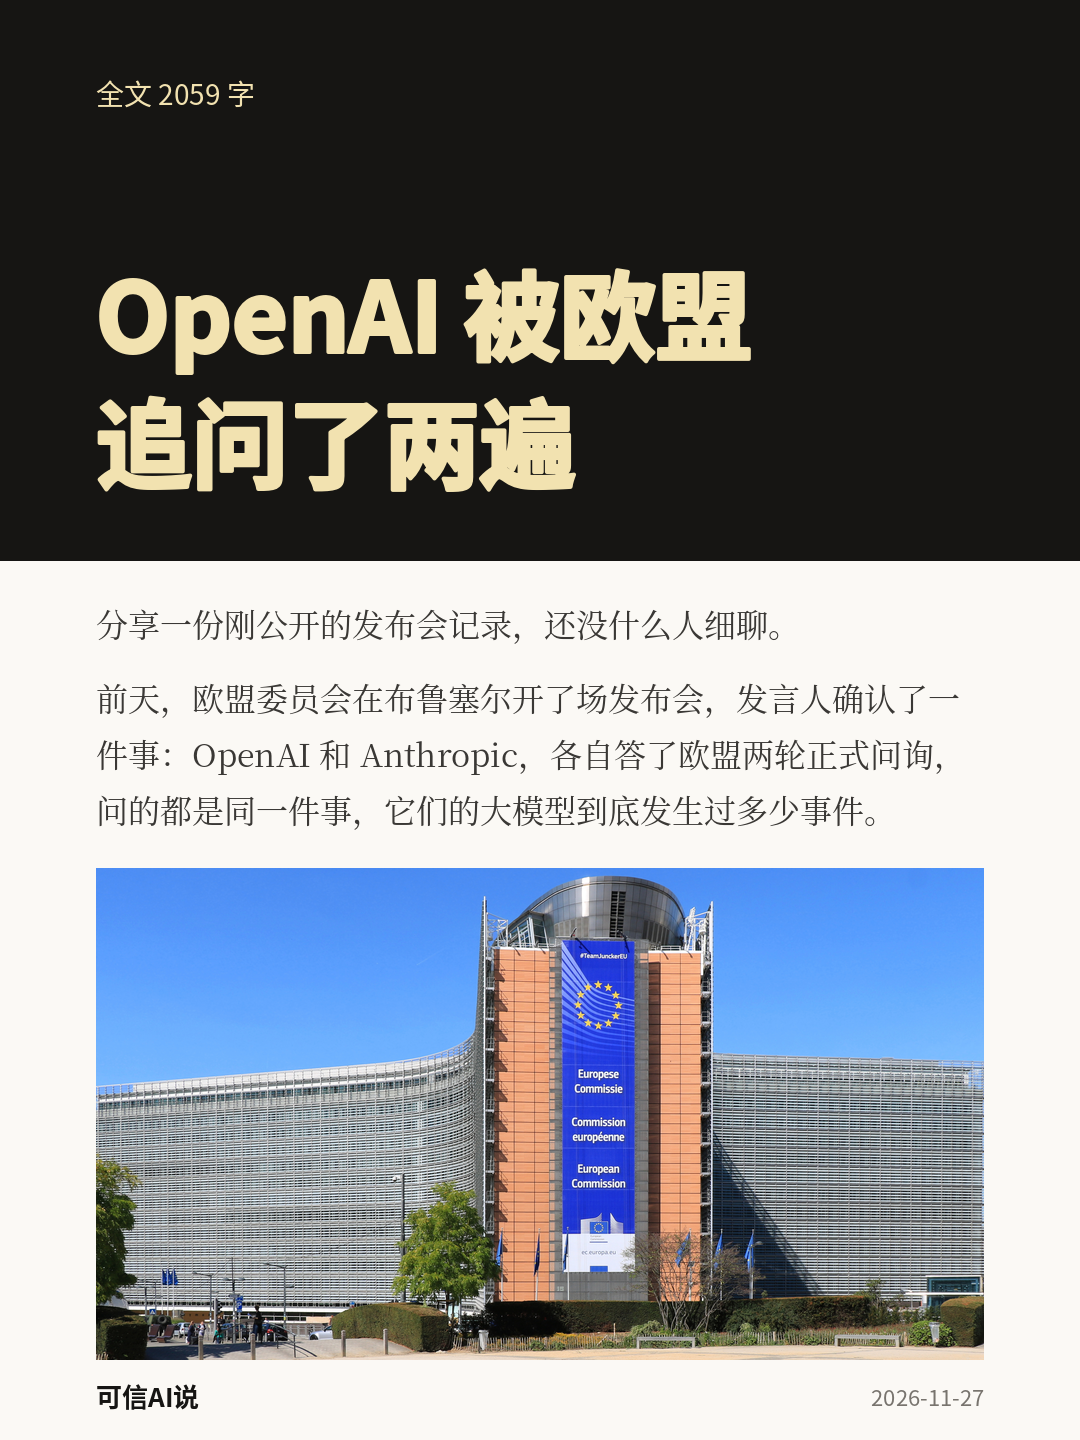 全文 2059 字
OpenAI 被欧盟
追问了两遍
分享一份刚公开的发布会记录，还没什么人细聊。
前天，欧盟委员会在布鲁塞尔开了场发布会，发言人确认了一
件事：OpenAI 和 Anthropic，各自答了欧盟两轮正式问询，
问的都是同一件事，它们的大模型到底发生过多少事件。
#TeamJunckerEU
Europese
Commissie
Commission
européenne
European
Commission
ec.europa.eu
可信AI说
2026-11-27